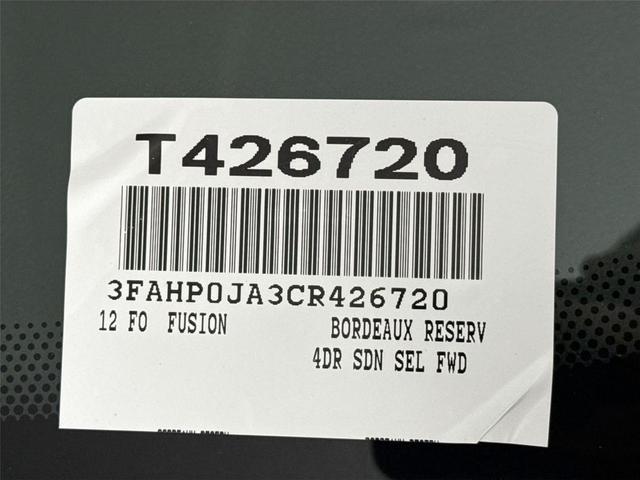 T426720
3FAHP0JA3CR426720
12 FO FUSION BORDEAUX RESERV
4DR SDN SEL FWD